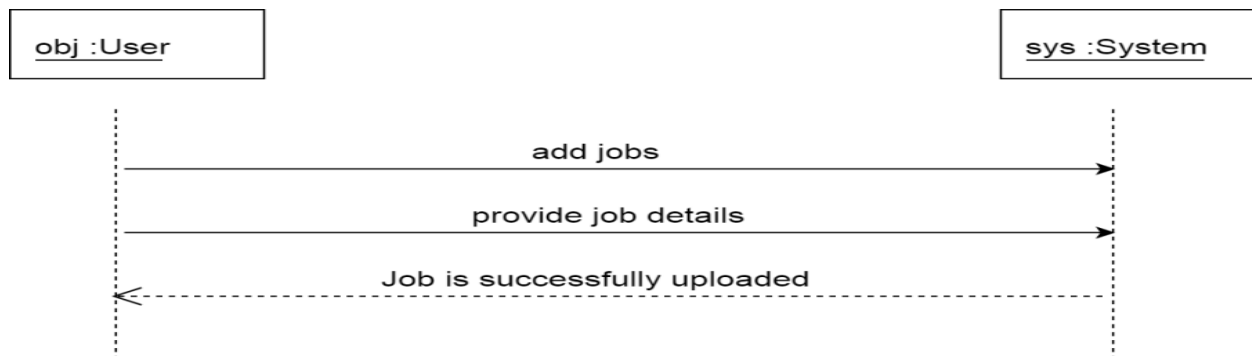 obj :User
sys :System
add jobs
provide job details
Job is successfully uploaded